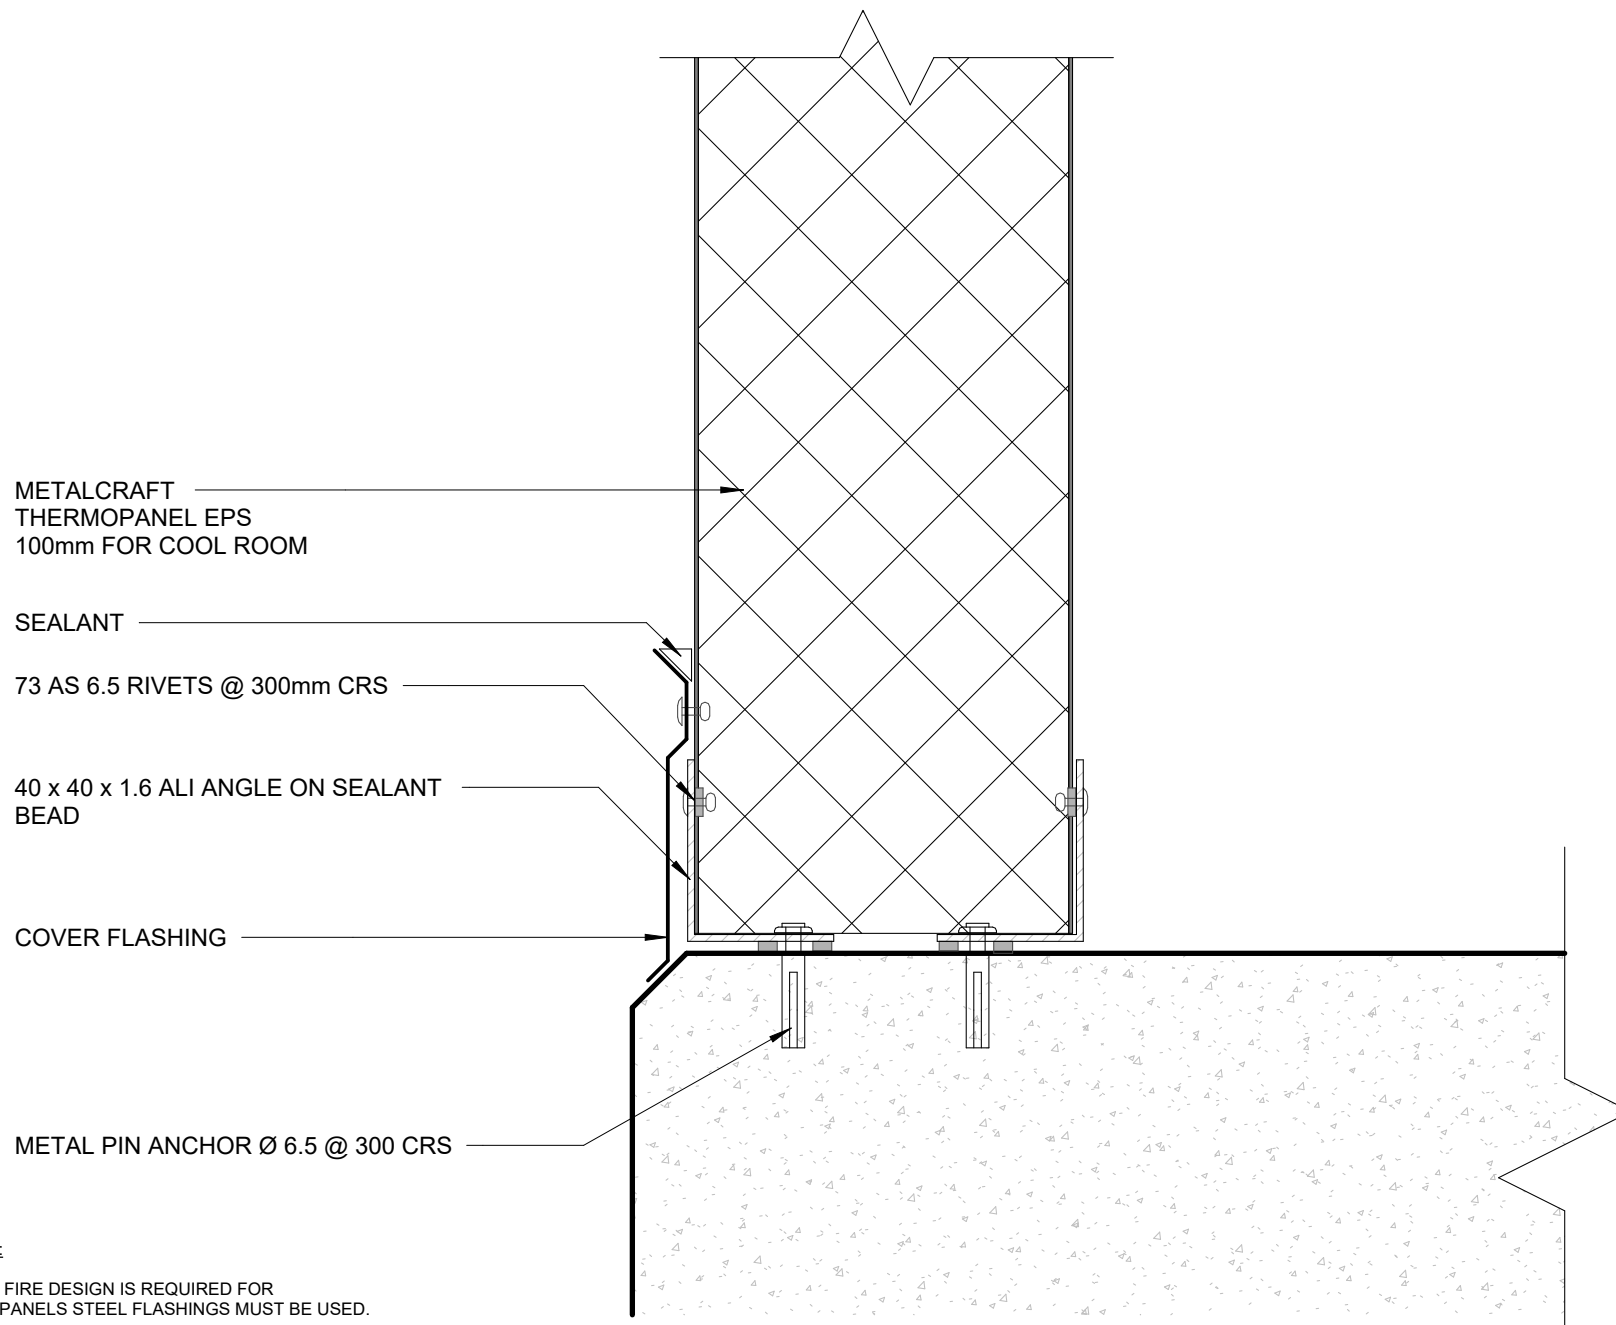 METALCRAFT
THERMOPANEL EPS
100mm FOR COOL ROOM
SEALANT
73 AS 6.5 RIVETS @ 300mm CRS
40 x 40 x 1.6 ALI ANGLE ON SEALANT
BEAD
COVER FLASHING
METAL PIN ANCHOR Ø 6.5 @ 300 CRS
FIRE DESIGN IS REQUIRED FOR
PANELS STEEL FLASHINGS MUST BE USED.